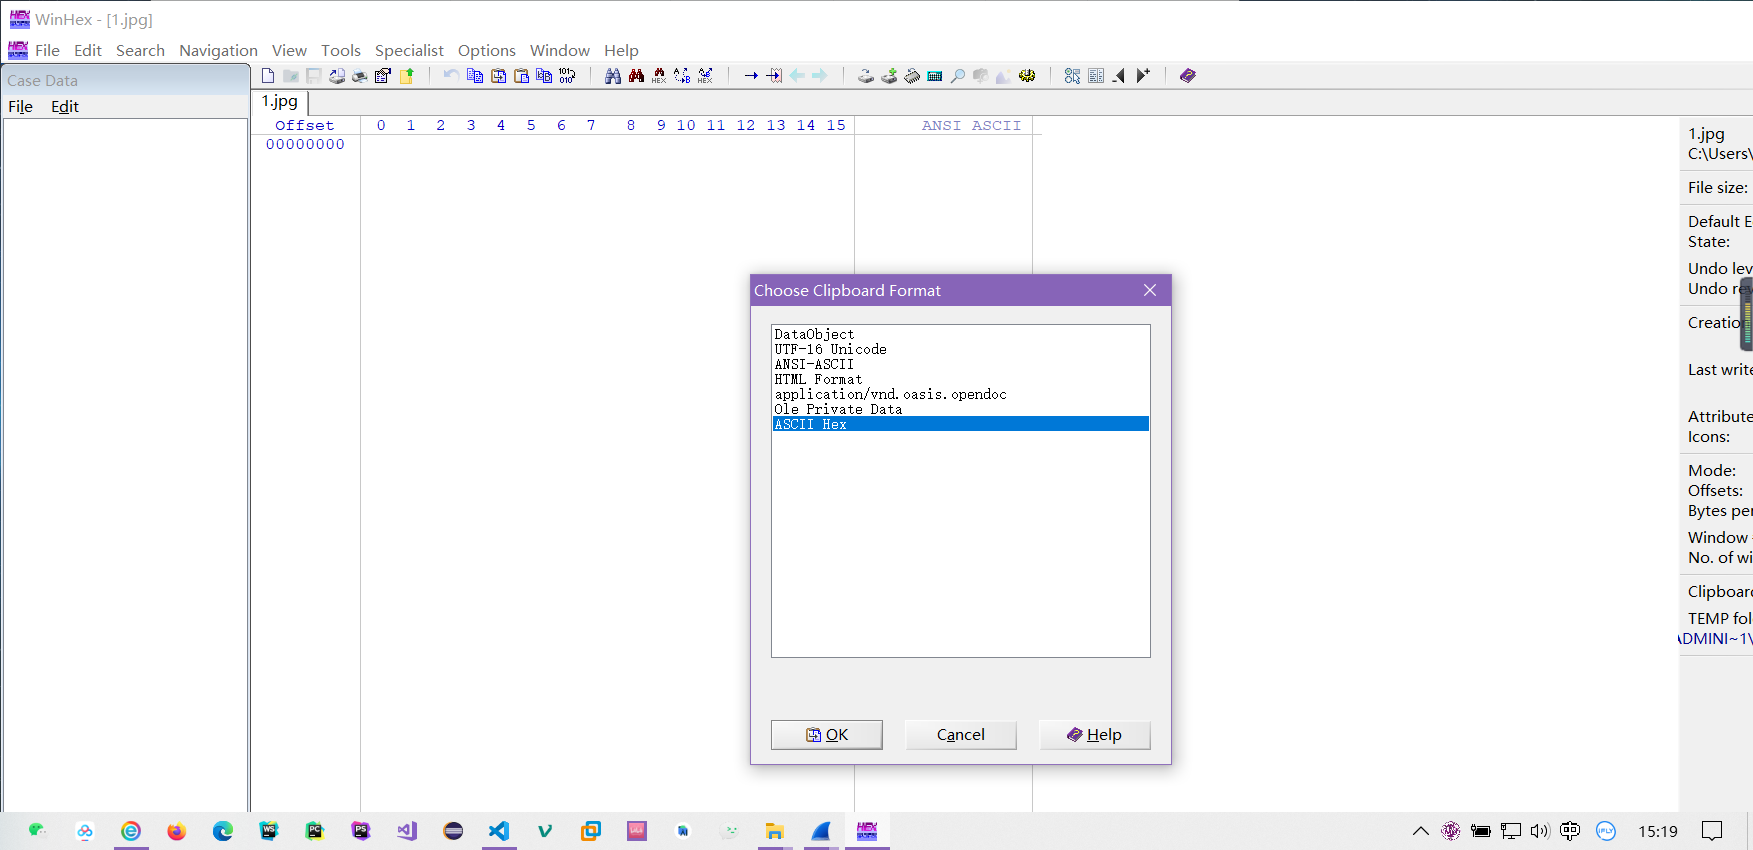 WinHex - [1.jpg]
File Edit Search Navigation View Tools Specialist Options Window Help
Case Data
File Edit
1.jpg
Offset 0 1 2 3 4 5 6 7 8 9 10 11 12 13 14 15 ANSI ASCII
00000000
Choose Clipboard Format
DataObject
UTF-16 Unicode
ANSI-ASCII
HTML Format
application/vnd.oasis.opendoc
Ole Private Data
ASCII Hex
OK Cancel Help
1.jpg
C:\Users\
File size:
Default E
State:
Undo lev
Undo re
Creatio
Last write
Attribute
Icons:
Mode:
Offsets:
Bytes per
Window
No. of wi
Clipboard
TEMP fol
ADMINI~1\
15:19